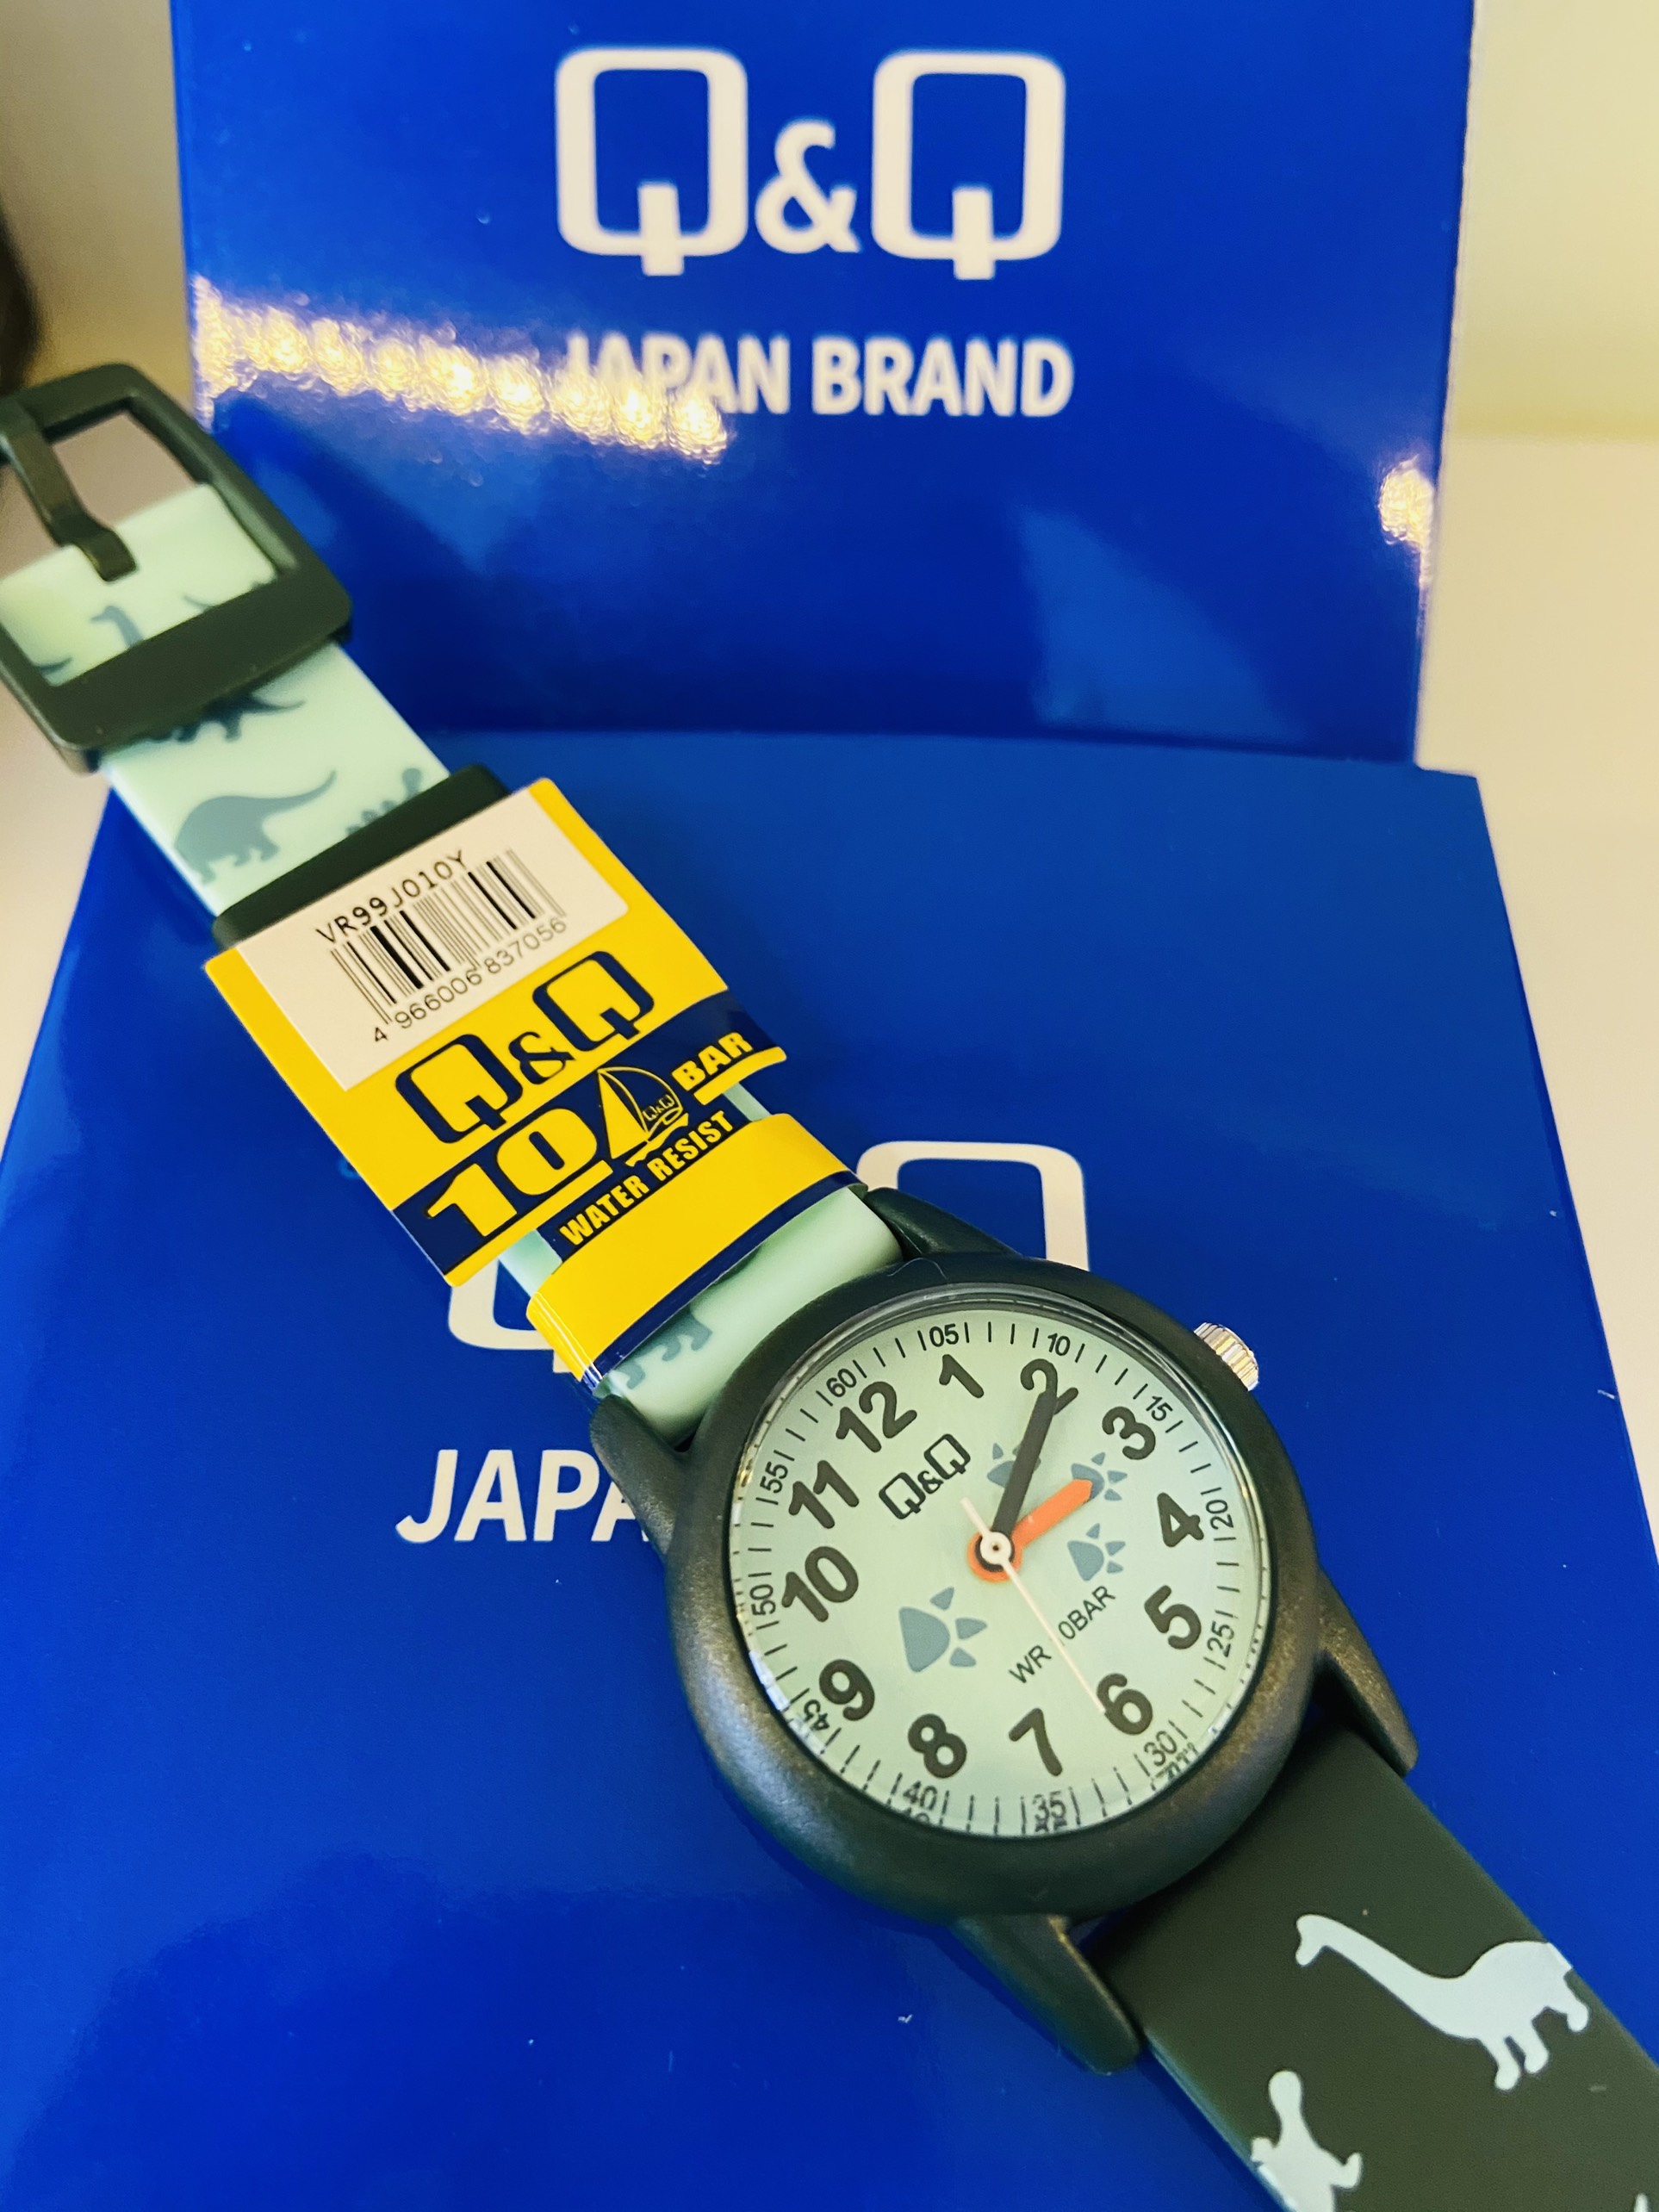 Q&Q
JAPAN BRAND
VR99J010Y
4 966006 837056
Q&Q
10 BAR
Q&Q
WATER RESIST
JAPA
60 05 10 15 20 25 30 35 40 45 50 55
12 1 2 3 4 5 6 7 8 9 10 11
Q&Q
WR 0BAR